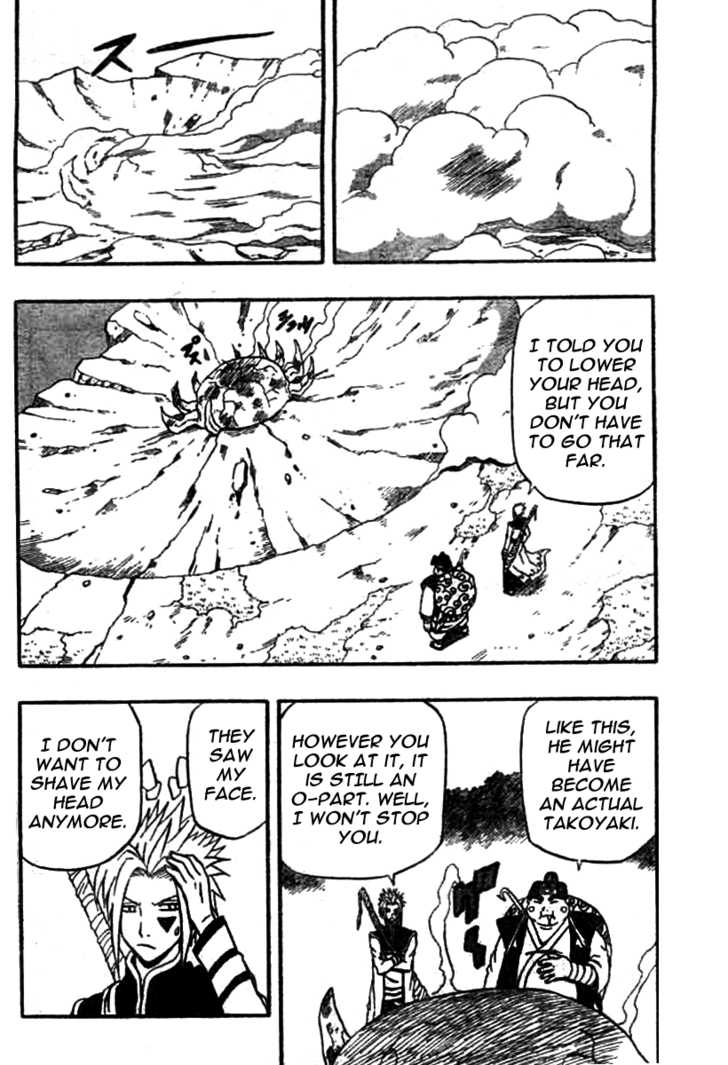 スー
I TOLD YOU
TO LOWER
YOUR HEAD,
BUT YOU
DON'T HAVE
TO GO THAT
FAR.
LIKE THIS,
HE MIGHT
HAVE
BECOME
AN ACTUAL
TAKOYAKI.
HOWEVER YOU
LOOK AT IT, IT
IS STILL AN
O-PART. WELL,
I WON'T STOP
YOU.
THEY
SAW
MY
FACE.
I DON'T
WANT TO
SHAVE MY
HEAD
ANYMORE.